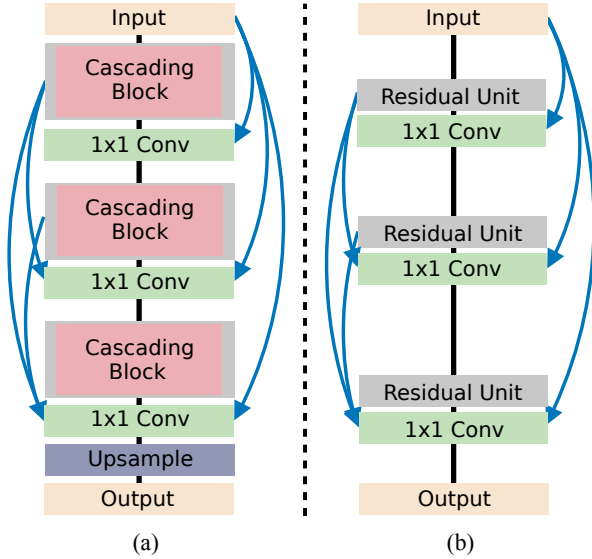 Input
Cascading
Block
1x1 Conv
Cascading
Block
1x1 Conv
Cascading
Block
1x1 Conv
Upsample
Output
(a)
Input
Residual Unit
1x1 Conv
Residual Unit
1x1 Conv
Residual Unit
1x1 Conv
Output
(b)